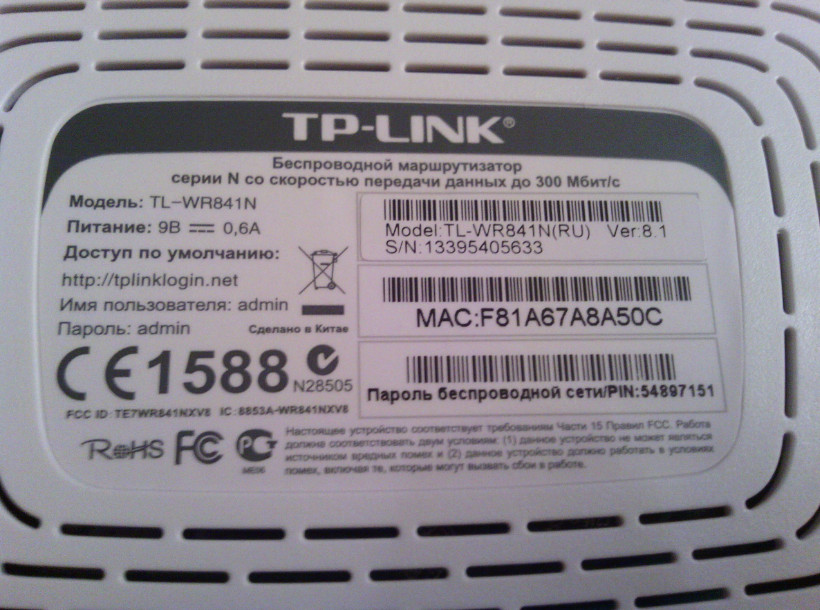 TP-LINK®
Беспроводной маршрутизатор
серии N со скоростью передачи данных до 300 Мбит/с
Модель: TL-WR841N
Питание: 9В 0,6А
Доступ по умолчанию:
http://tplinklogin.net
Имя пользователя: admin
Пароль: admin
Сделано в Китае
CE1588
N28505
FCC ID: TE7WR841NXV8 IC: 8853A-WR841NXV8
Model:TL-WR841N(RU) Ver:8.1
S/N:13395405633
MAC:F81A67A8A50C
Пароль беспроводной сети/PIN:54897151
RoHS FC PCT
ME06
Настоящее устройство соответствует требованиям Части 15 Правил FCC. Работа
должна соответствовать двум условиям: (1) данное устройство не может являться
источником вредных помех и (2) данное устройство должно работать в условиях
помех, включая те, которые могут вызвать сбои в работе.